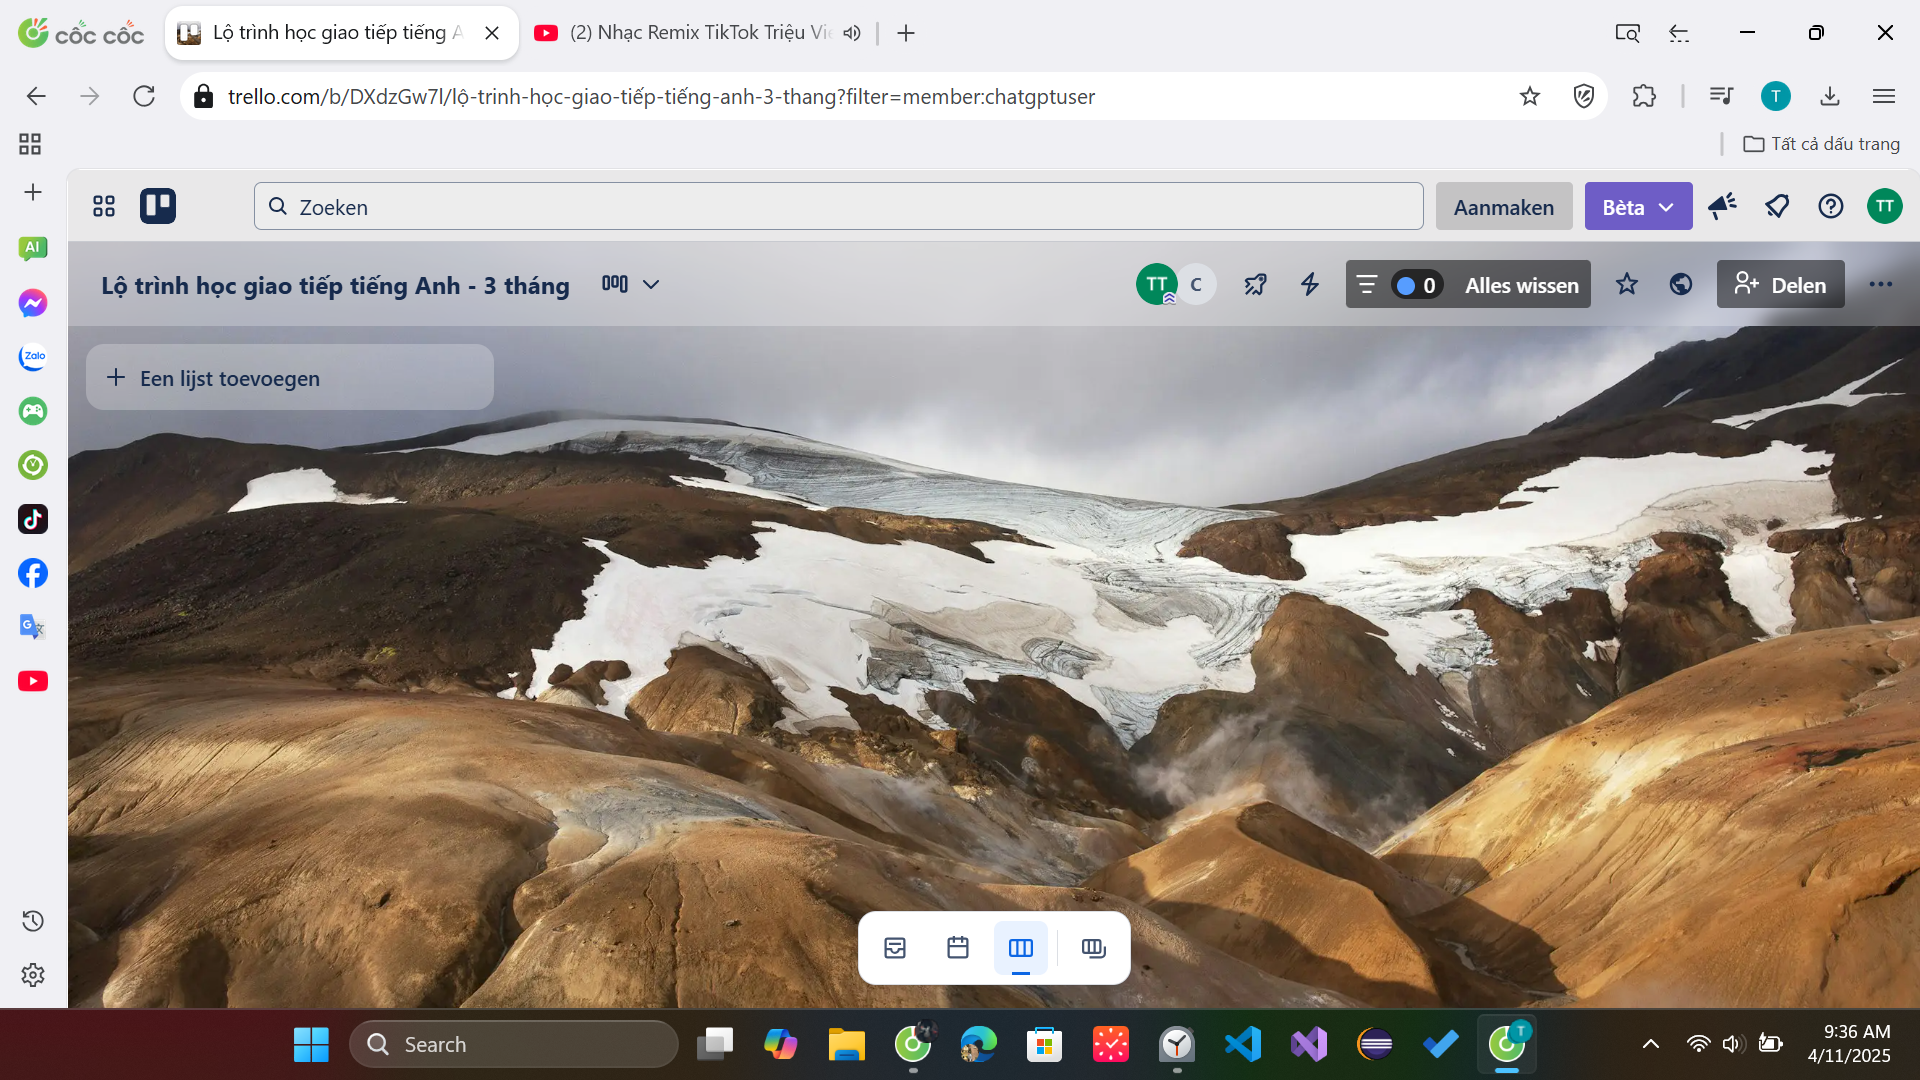 cốc cốc
Lộ trình học giao tiếp tiếng A
(2) Nhạc Remix TikTok Triệu Vie
trello.com/b/DXdzGw7l/lộ-trinh-học-giao-tiếp-tiếng-anh-3-thang?filter=member:chatgptuser
T
Tất cả dấu trang
Zoeken
Aanmaken
Bèta
TT
AI
Lộ trình học giao tiếp tiếng Anh - 3 tháng
TT
C
0
Alles wissen
Delen
Een lijst toevoegen
Zalo
G
Search
T
9:36 AM
4/11/2025